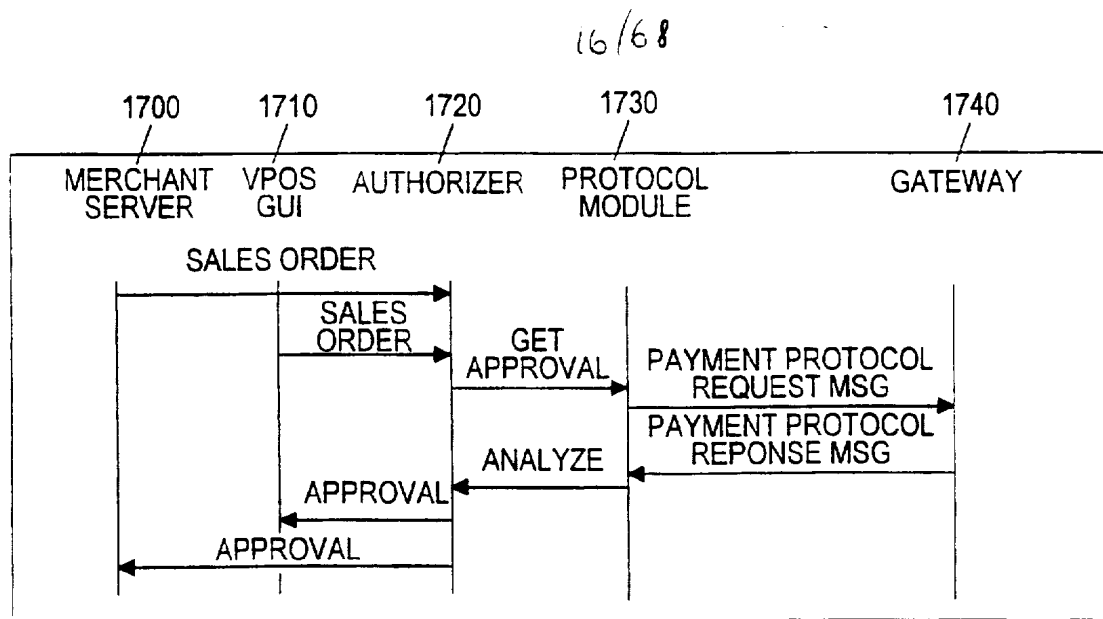 16/68
1700 1710 1720 1730 1740
MERCHANT SERVER
VPOS GUI
AUTHORIZER
PROTOCOL MODULE
GATEWAY
SALES ORDER
SALES
ORDER
GET
APPROVAL
PAYMENT PROTOCOL
REQUEST MSG
PAYMENT PROTOCOL
REPONSE MSG
ANALYZE
APPROVAL
APPROVAL